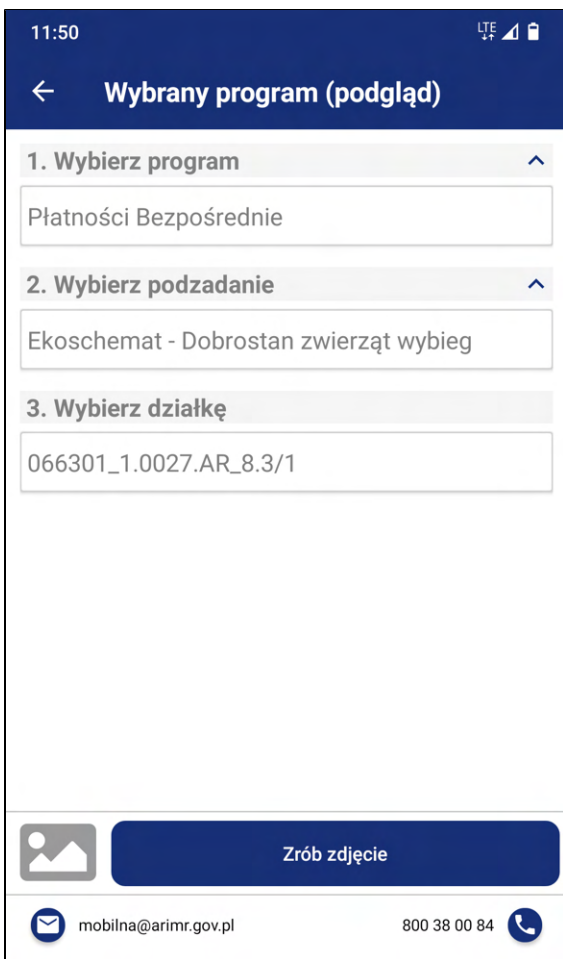 11:50 LTE
Wybrany program (podgląd)
1. Wybierz program
Płatności Bezpośrednie
2. Wybierz podzadanie
Ekoschemat - Dobrostan zwierząt wybieg
3. Wybierz działkę
066301_1.0027.AR_8.3/1
Zrób zdjęcie
mobilna@arimr.gov.pl 800 38 00 84